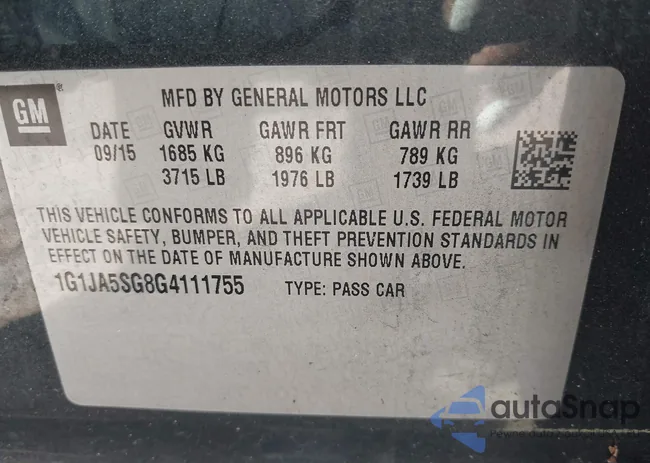 GM
MFD BY GENERAL MOTORS LLC
DATE GVWR GAWR FRT GAWR RR
09/15 1685 KG 896 KG 789 KG
3715 LB 1976 LB 1739 LB
THIS VEHICLE CONFORMS TO ALL APPLICABLE U.S. FEDERAL MOTOR
VEHICLE SAFETY, BUMPER, AND THEFT PREVENTION STANDARDS IN
EFFECT ON THE DATE OF MANUFACTURE SHOWN ABOVE.
1G1JA5SG8G4111755 TYPE: PASS CAR
autoSnap